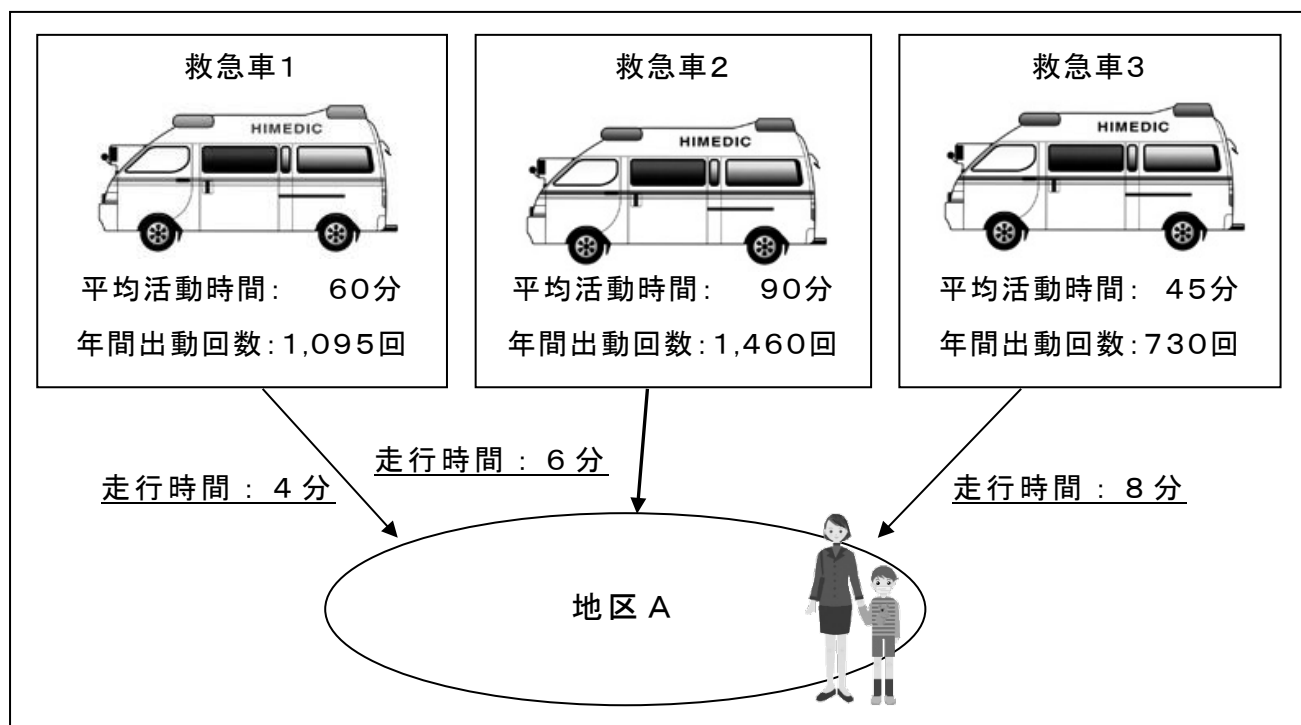 救急車１
HIMEDIC
平均活動時間：　６０分
年間出動回数：１，０９５回
救急車２
HIMEDIC
平均活動時間：　９０分
年間出動回数：１，４６０回
救急車３
HIMEDIC
平均活動時間：　４５分
年間出動回数：７３０回
走行時間：４分
走行時間：６分
走行時間：８分
地区Ａ